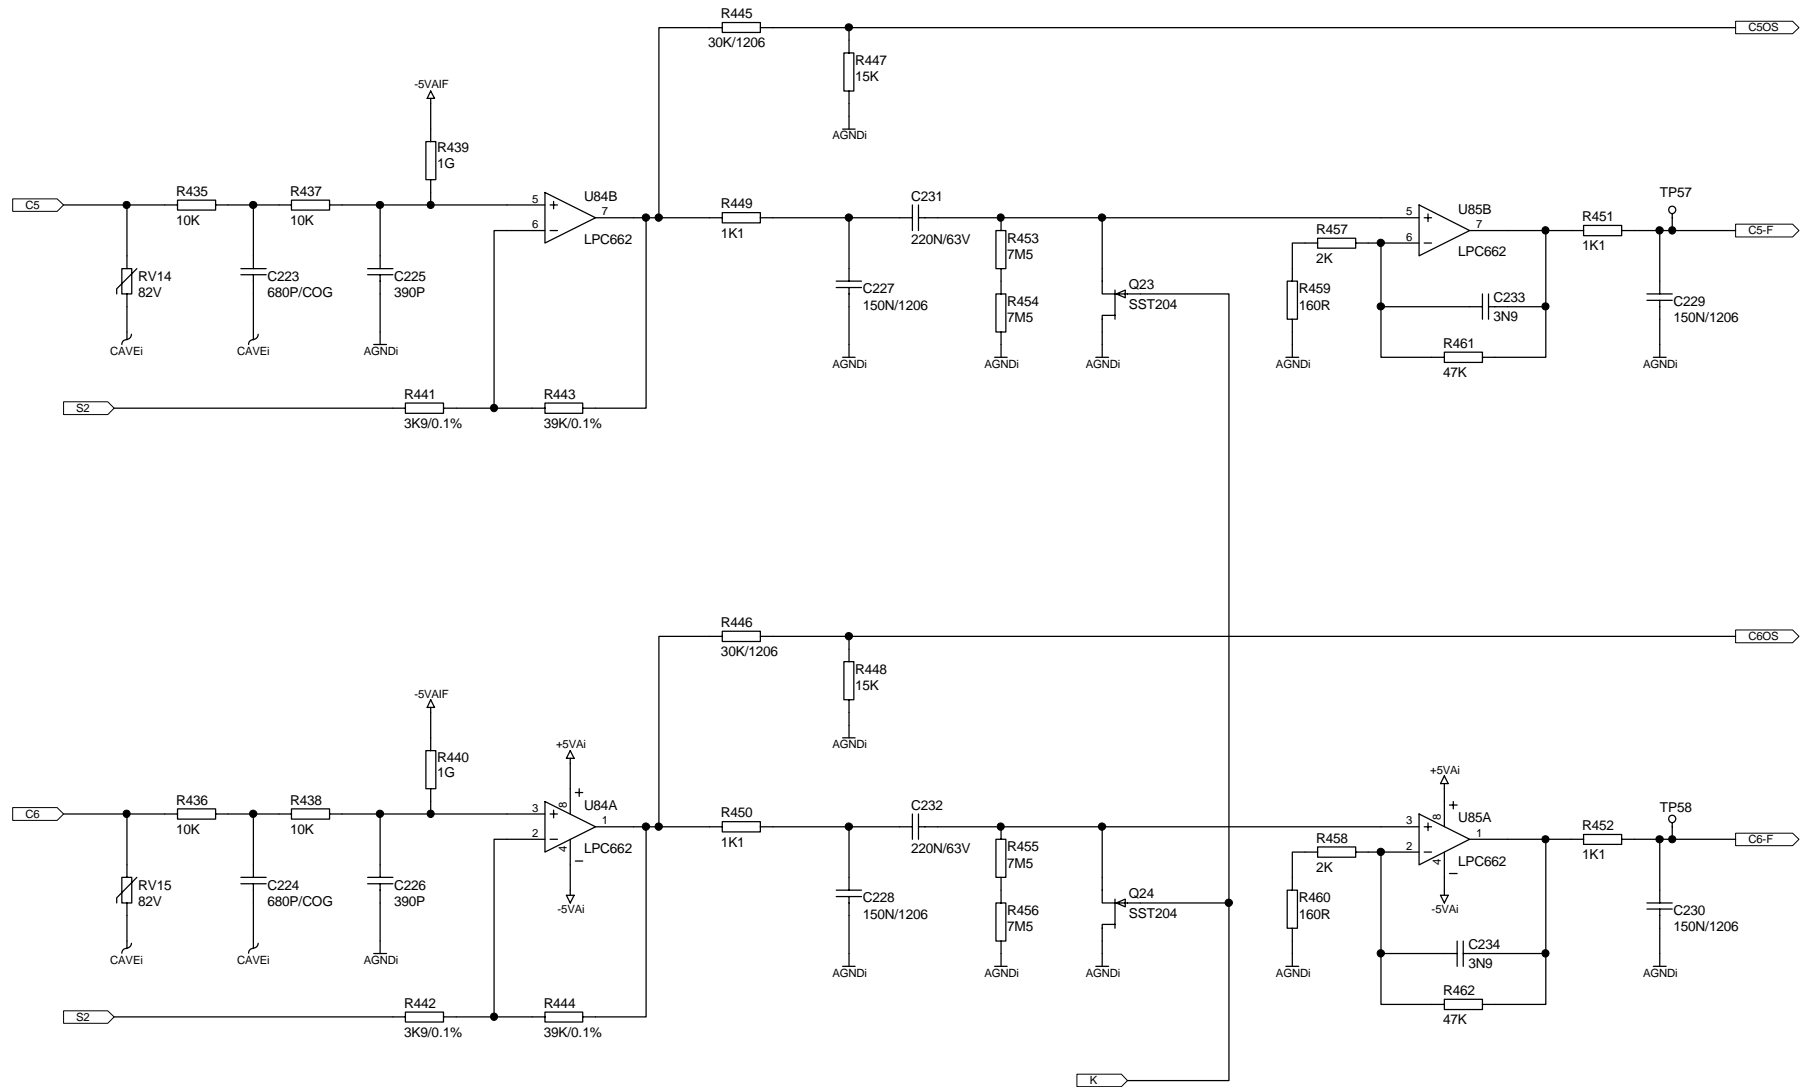 R445
30K/1206
C5OS
R447
15K
AGNDi
-5VAIF
R439
1G
C5
R435
10K
R437
10K
5
6
7
U84B
LPC662
R449
1K1
C231
220N/63V
R453
7M5
R454
7M5
AGNDi
5
6
7
U85B
LPC662
R451
1K1
TP57
C5-F
R457
2K
R459
160R
AGNDi
C233
3N9
R461
47K
C229
150N/1206
AGNDi
RV14
82V
CAVEi
C223
680P/COG
CAVEi
C225
390P
AGNDi
C227
150N/1206
AGNDi
Q23
SST204
AGNDi
S2
R441
3K9/0.1%
R443
39K/0.1%
R446
30K/1206
C6OS
R448
15K
AGNDi
-5VAIF
R440
1G
+5VAi
C6
R436
10K
R438
10K
3
2
8
4
1
U84A
LPC662
-5VAi
R450
1K1
C232
220N/63V
R455
7M5
R456
7M5
AGNDi
+5VAi
3
2
8
4
1
U85A
LPC662
-5VAi
R452
1K1
TP58
C6-F
R458
2K
R460
160R
AGNDi
C234
3N9
R462
47K
C230
150N/1206
AGNDi
RV15
82V
CAVEi
C224
680P/COG
CAVEi
C226
390P
AGNDi
C228
150N/1206
AGNDi
Q24
SST204
AGNDi
S2
R442
3K9/0.1%
R444
39K/0.1%
K